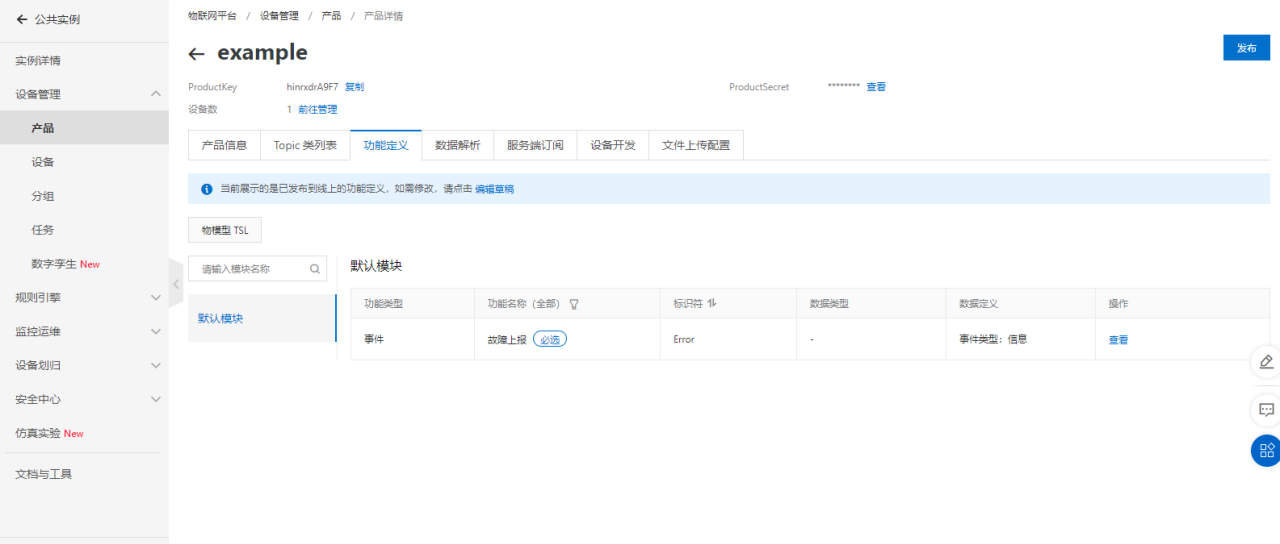 公共实例
实例详情
设备管理
产品
设备
分组
任务
数字孪生 New
规则引擎
监控运维
设备划归
安全中心
仿真实验 New
文档与工具
物联网平台 / 设备管理 / 产品 / 产品详情
example
发布
ProductKey hinrxdrA9F7 复制
ProductSecret ******** 查看
设备数 1 前往管理
产品信息 Topic 类列表 功能定义 数据解析 服务端订阅 设备开发 文件上传配置
当前展示的是已发布到线上的功能定义，如需修改，请点击 编辑草稿
物模型 TSL
请输入模块名称
默认模块
默认模块
功能类型 功能名称（全部） 标识符 数据类型 数据定义 操作
事件 故障上报 必选 Error - 事件类型：信息 查看